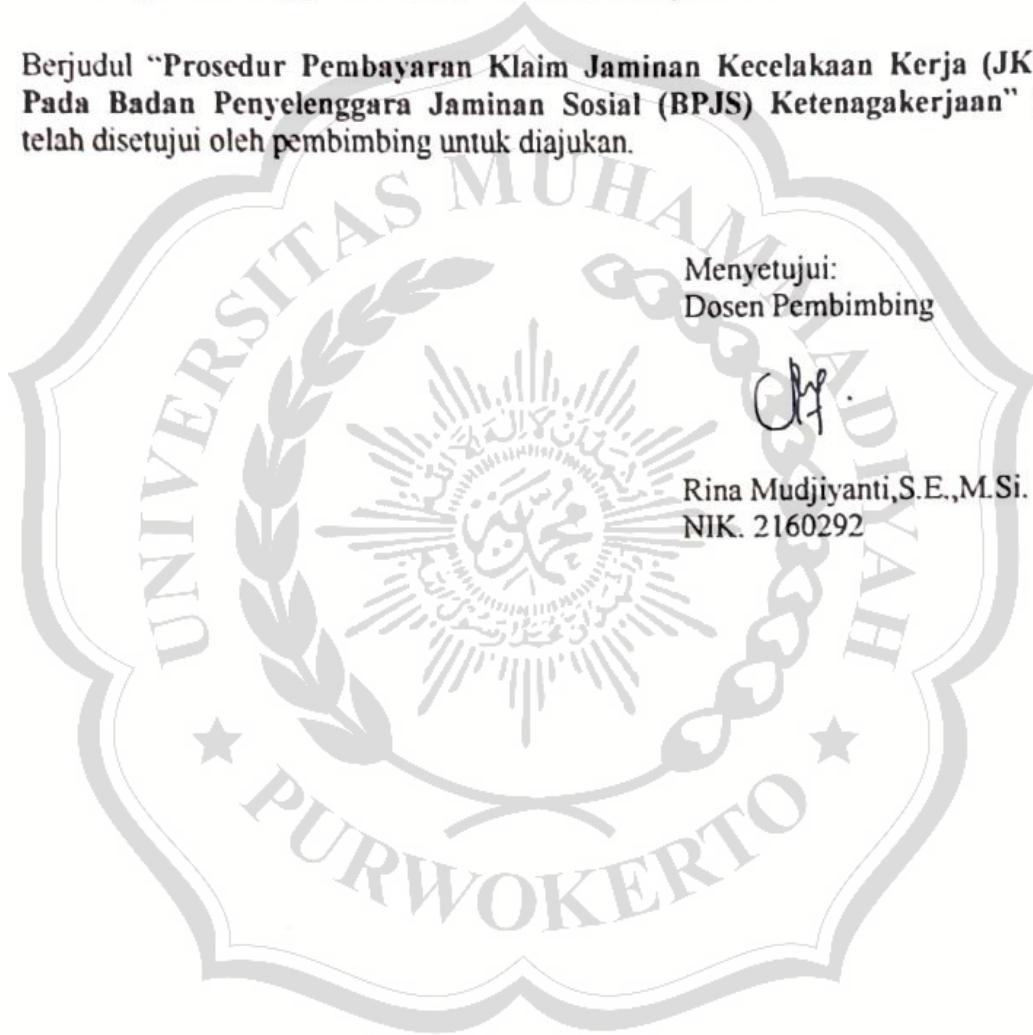 Berjudul “Prosedur Pembayaran Klaim Jaminan Kecelakaan Kerja (JK
Pada Badan Penyelenggara Jaminan Sosial (BPJS) Ketenagakerjaan”
telah disetujui oleh pembimbing untuk diajukan.
UNIVERSITAS MUHAMMADIYAH
Menyetujui:
Dosen Pembimbing
Rina Mudjiyanti,S.E.,M.Si.
NIK. 2160292
PURWOKERTO